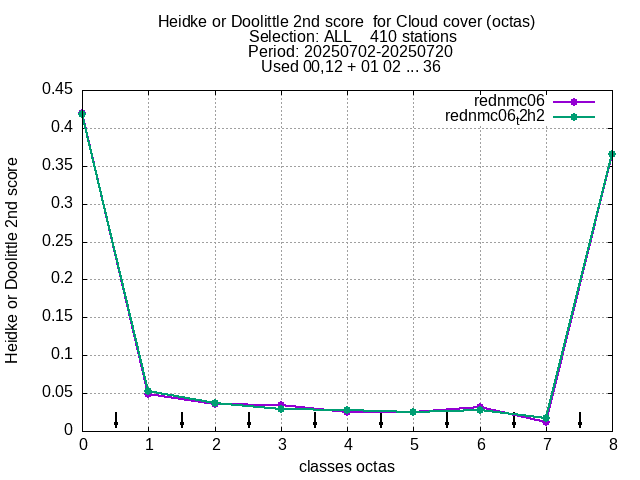 Heidke or Doolittle 2nd score  for Cloud cover (octas)
Selection: ALL    410 stations
Period: 20250702-20250720
Used 00,12 + 01 02 ... 36
rednmc06
rednmc06_t2h2
Heidke or Doolittle 2nd score
0.45
0.4
0.35
0.3
0.25
0.2
0.15
0.1
0.05
0
0 1 2 3 4 5 6 7 8
classes octas